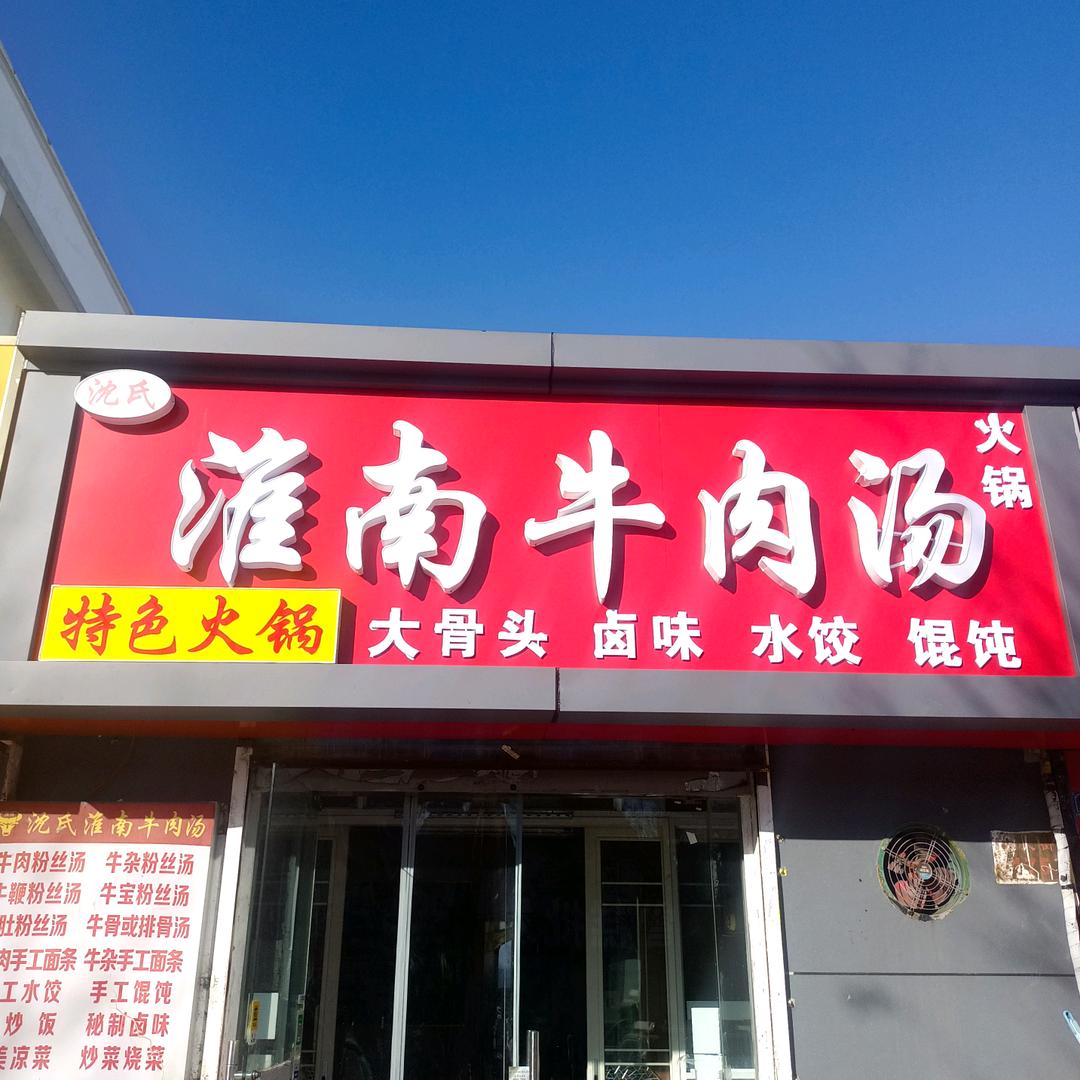 沈氏
淮南牛肉汤
火锅
特色火锅
大骨头 卤味 水饺 馄饨
沈氏淮南牛肉汤
牛肉粉丝汤 牛杂粉丝汤
牛鞭粉丝汤 牛宝粉丝汤
肚粉丝汤 牛骨或排骨汤
肉手工面条 牛杂手工面条
工水饺 手工馄饨
炒饭 秘制卤味
美凉菜 炒菜烧菜